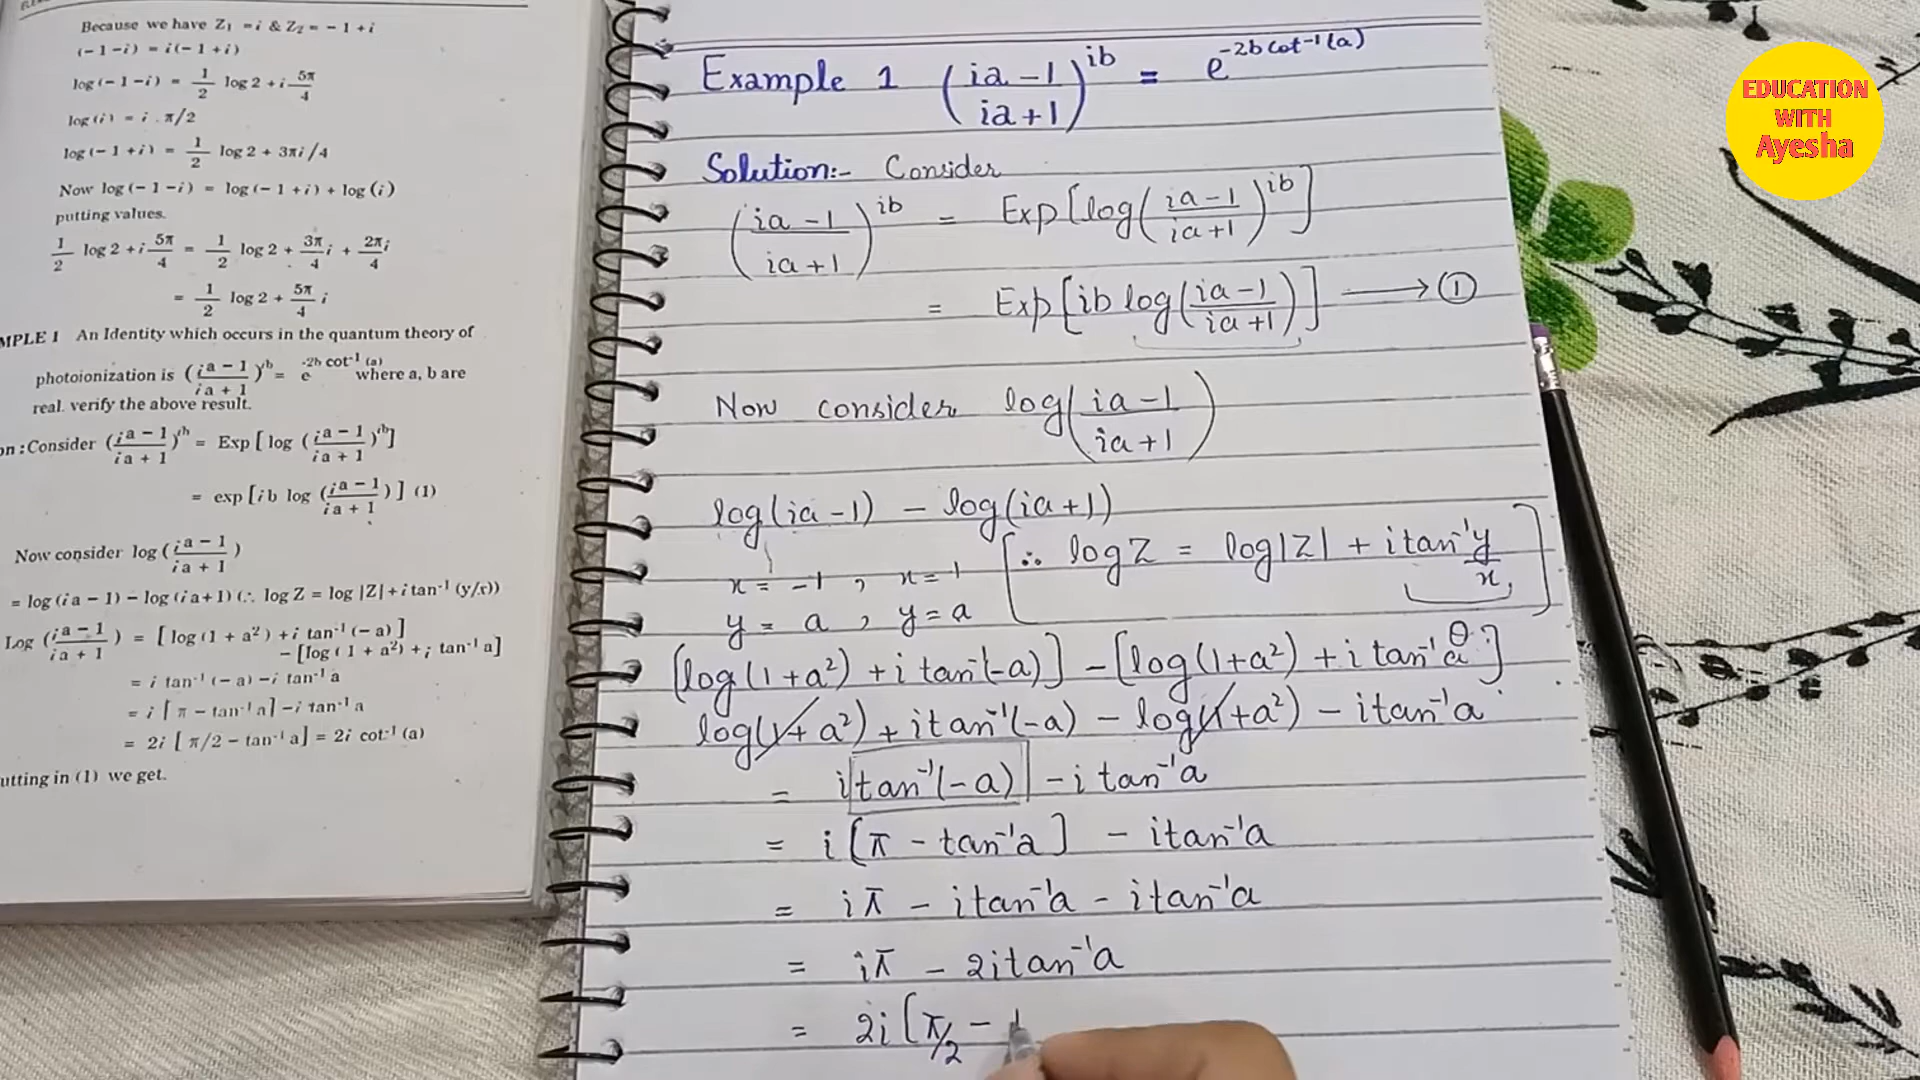 Because we have Z₁ = i & Z₂ = − 1 + i
(− 1 − i) = i(− 1 + i)
log(− 1 − i) = 1/2 log 2 + i 5π/4
log (i) = i . π/2
log (− 1 + i) = 1/2 log 2 + 3πi/4
Now log(− 1 − i) = log(− 1 + i) + log (i)
putting values.
1/2 log 2 + i 5π/4 = 1/2 log 2 + 3π/4 i + 2π/4 i
= 1/2 log 2 + 5π/4 i
MPLE 1 An Identity which occurs in the quantum theory of
photoionization is ((ia − 1)/(ia + 1))^ib = e^-2b cot⁻¹ (a) where a, b are
real. verify the above result.
on : Consider ((ia − 1)/(ia + 1))^ib = Exp [ log ((ia − 1)/(ia + 1))^ib]
= exp [ib log ((ia − 1)/(ia + 1)) ] (1)
Now consider log ((ia − 1)/(ia + 1))
= log (ia − 1) − log (ia + 1) (∴ log Z = log |Z| + i tan⁻¹ (y/x))
Log ((ia − 1)/(ia + 1)) = [ log (1 + a²) + i tan⁻¹ (− a) ]
− [log ( 1 + a²) + i tan⁻¹ a]
= i tan⁻¹ (− a) − i tan⁻¹ a
= i [ π − tan⁻¹ a] − i tan⁻¹ a
= 2i [ π/2 − tan⁻¹ a] = 2i cot⁻¹ (a)
utting in (1) we get.
Example 1 ((ia − 1)/(ia + 1))^ib = e^−2b cot⁻¹(a)
Solution:- Consider
((ia − 1)/(ia + 1))^ib = Exp[log((ia − 1)/(ia + 1))^ib]
= Exp[ib log((ia − 1)/(ia + 1))] ⟶ ①
Now consider log((ia − 1)/(ia + 1))
log(ia − 1) − log(ia + 1)
[∴ log Z = log|Z| + i tan⁻¹ y/x]
θ
x = −1 , x = 1
y = a , y = a
[log(1+a²) + i tan⁻¹(−a)] − [log(1+a²) + i tan⁻¹ a]
log(1+a²) + i tan⁻¹(−a) − log(1+a²) − i tan⁻¹a
= i tan⁻¹(−a) − i tan⁻¹a
= i [π − tan⁻¹a] − i tan⁻¹a
= iπ − i tan⁻¹a − i tan⁻¹a
= iπ − 2i tan⁻¹a
= 2i [π/2 −
EDUCATION
WITH
Ayesha